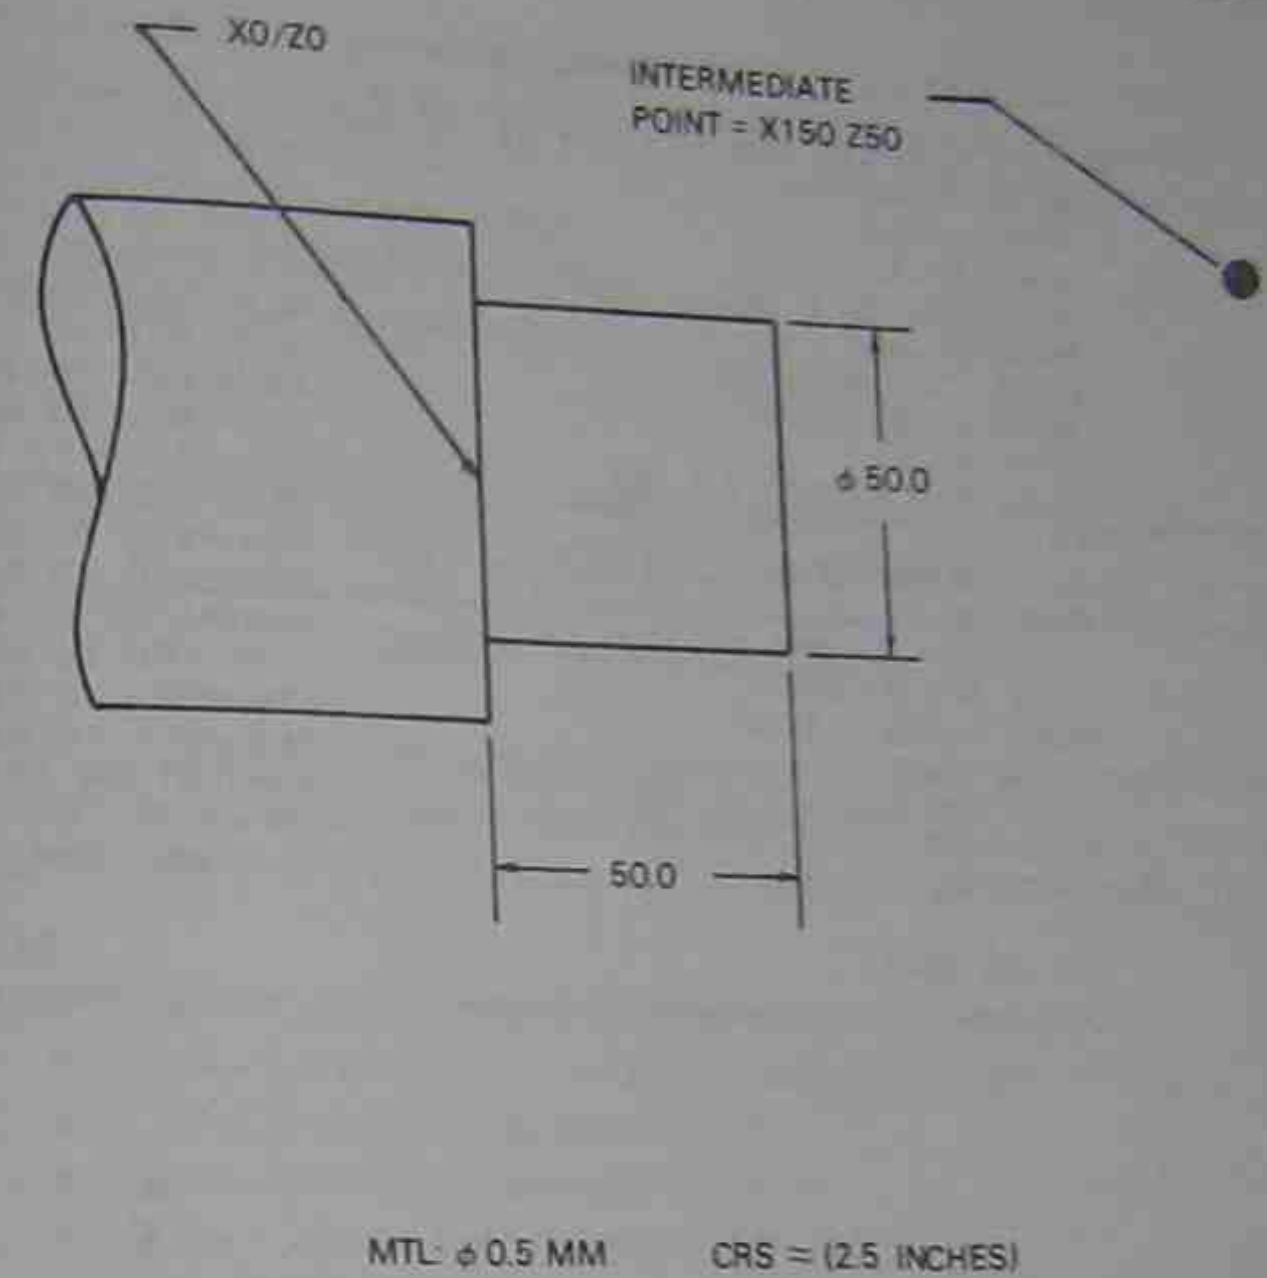 X0/Z0
INTERMEDIATE
POINT = X150 Z50
ϕ 50.0
50.0
MTL: ϕ 0.5 MM CRS = (2.5 INCHES)